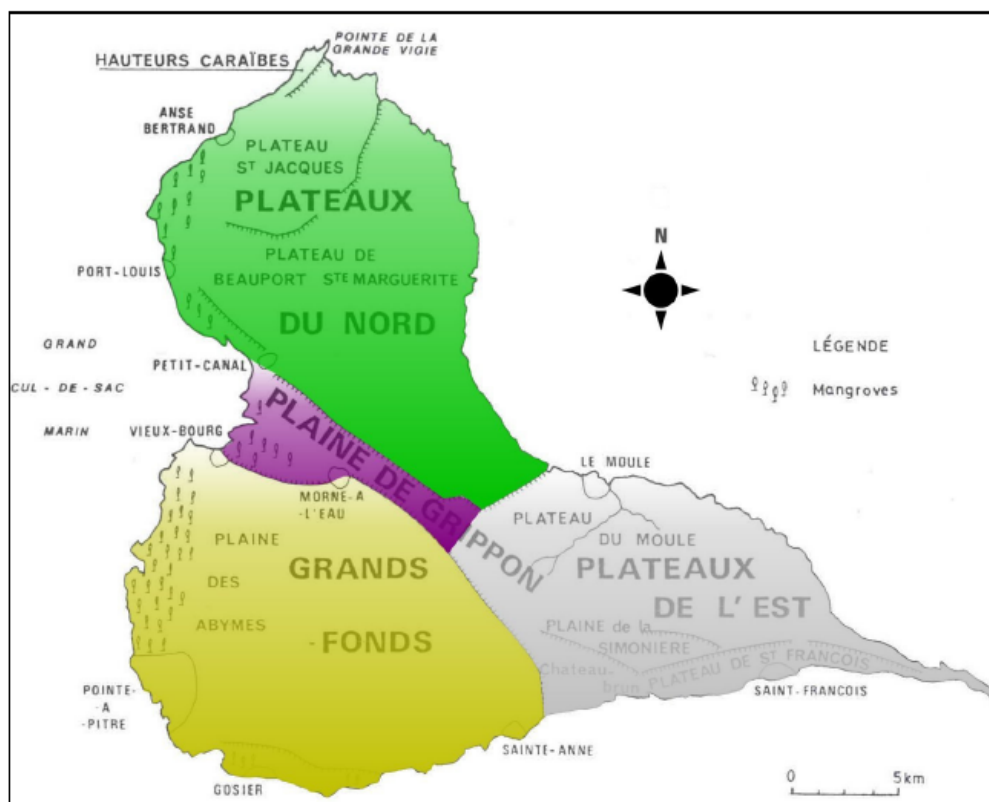 POINTE DE LA
GRANDE VIGIE
HAUTEURS CARAÏBES
ANSE
BERTRAND
PLATEAU
ST JACQUES
PLATEAUX
PLATEAU DE
BEAUPORT STE MARGUERITE
PORT-LOUIS
DU NORD
N
LÉGENDE
Mangroves
GRAND
CUL-DE-SAC
MARIN
PETIT-CANAL
VIEUX-BOURG
PLAINE DE GRIPPON
MORNE-A
-L'EAU
LE MOULE
PLATEAU
DU MOULE
PLATEAUX
DE L'EST
PLAINE
DES
ABYMES
GRANDS
-FONDS
PLAINE de la
SIMONIERE
Chateau-
brun
PLATEAU DE ST FRANCOIS
SAINT-FRANCOIS
POINTE-
-A
-PITRE
SAINTE-ANNE
GOSIER
0 5km